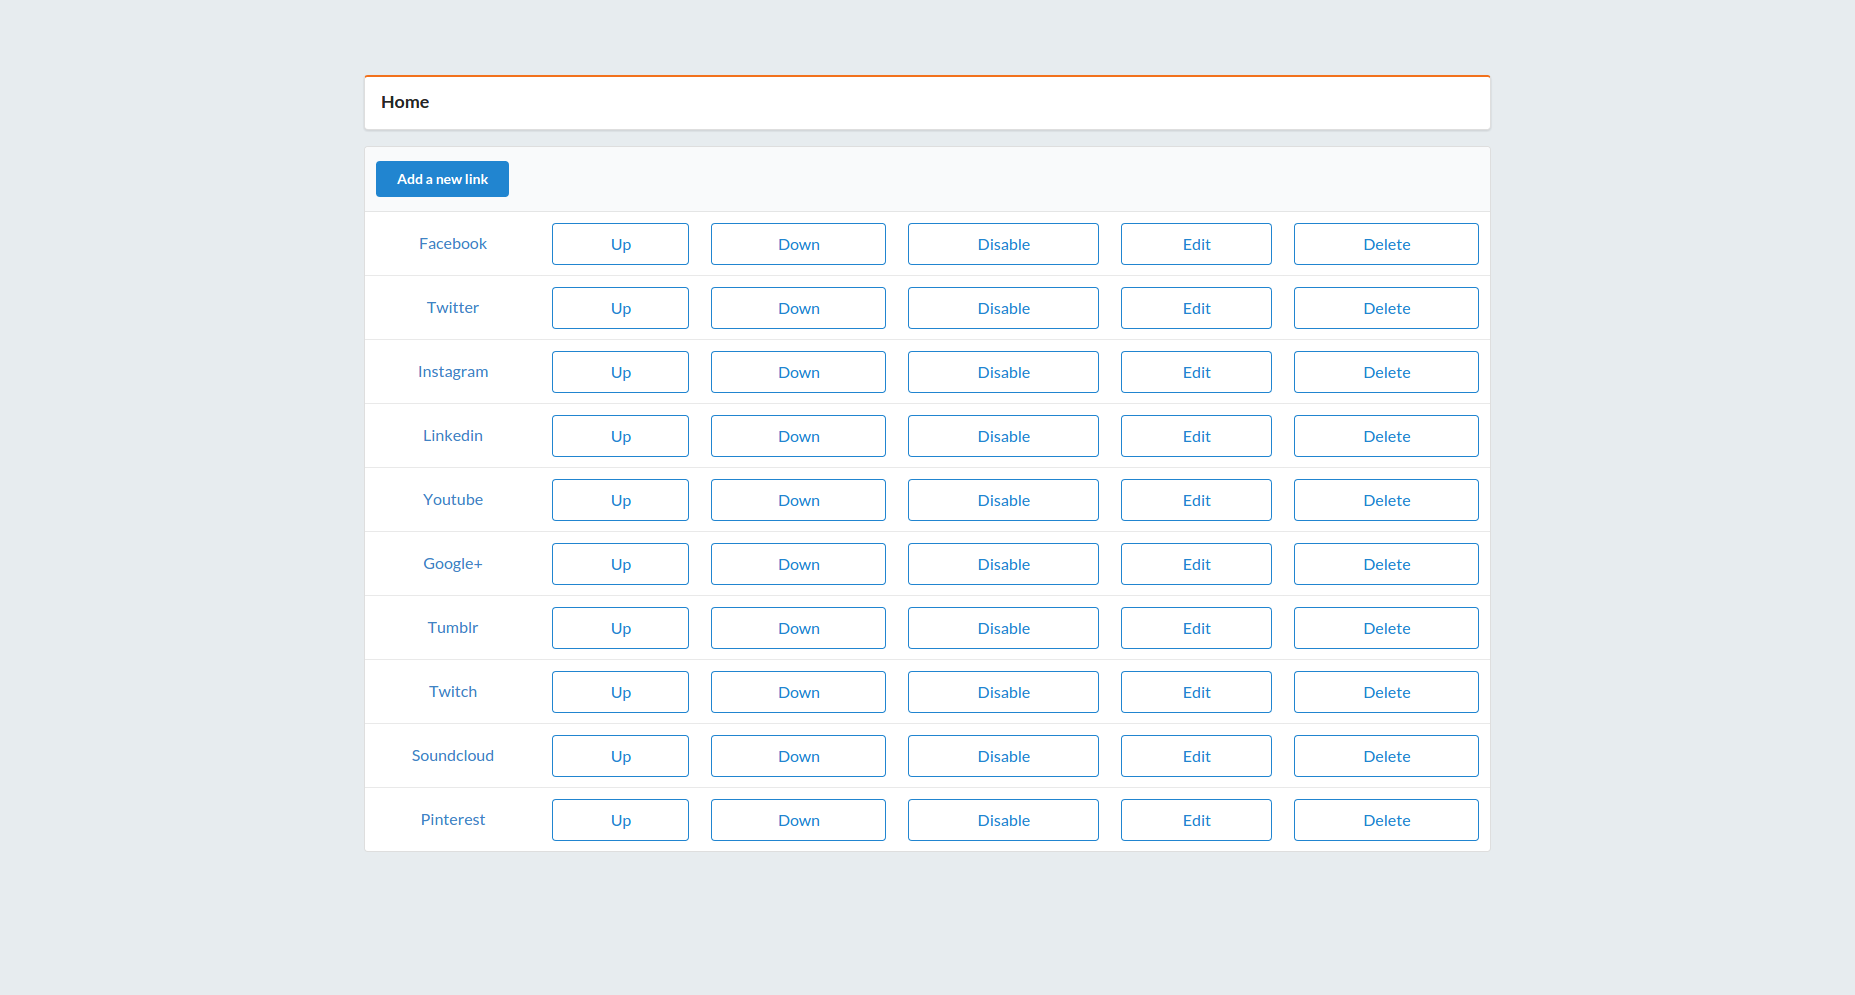 Home
Add a new link
Facebook Up Down Disable Edit Delete
Twitter Up Down Disable Edit Delete
Instagram Up Down Disable Edit Delete
Linkedin Up Down Disable Edit Delete
Youtube Up Down Disable Edit Delete
Google+ Up Down Disable Edit Delete
Tumblr Up Down Disable Edit Delete
Twitch Up Down Disable Edit Delete
Soundcloud Up Down Disable Edit Delete
Pinterest Up Down Disable Edit Delete